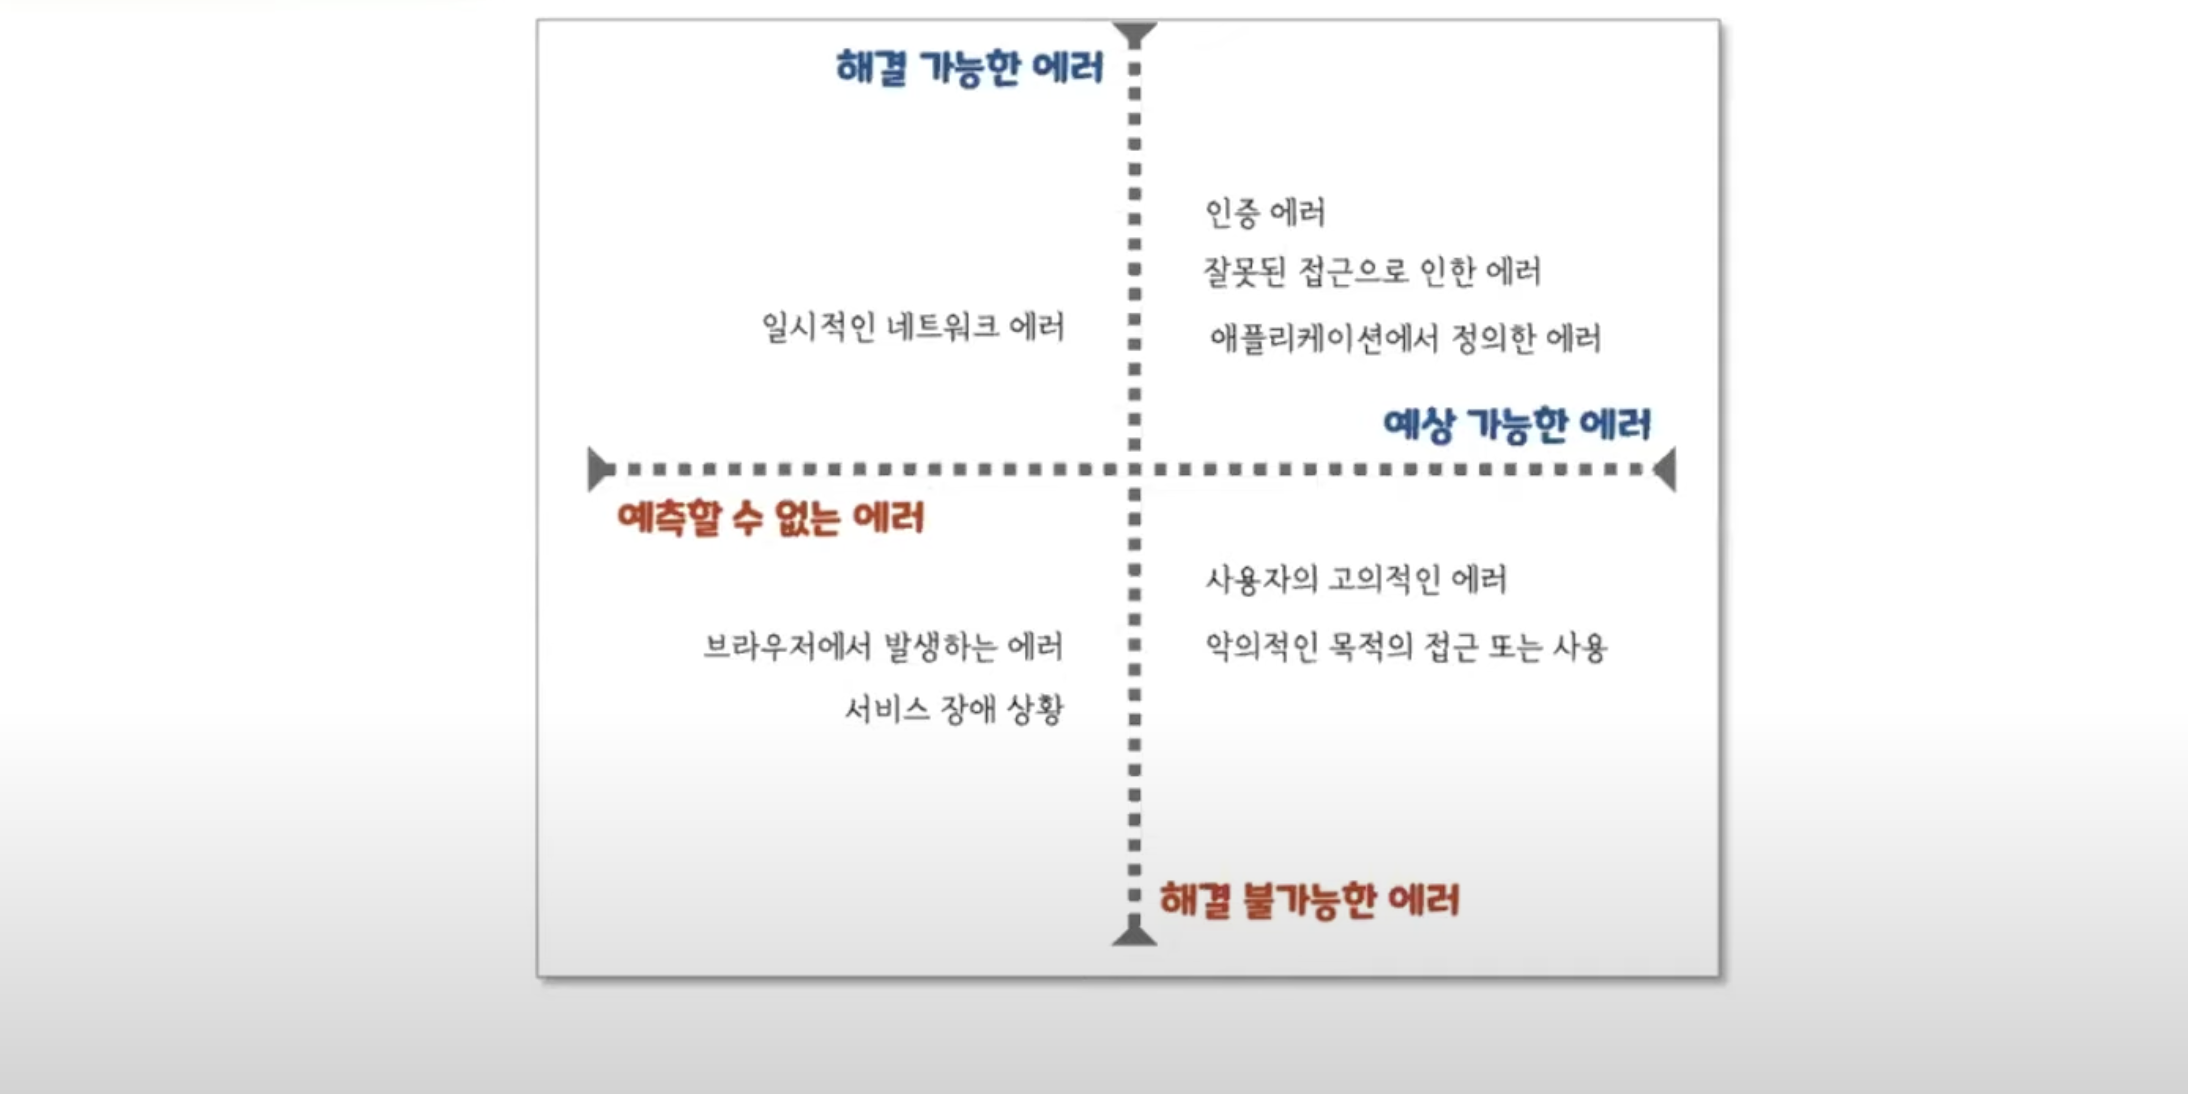 해결 가능한 에러
인증 에러
잘못된 접근으로 인한 에러
일시적인 네트워크 에러
애플리케이션에서 정의한 에러
예상 가능한 에러
예측할 수 없는 에러
사용자의 고의적인 에러
브라우저에서 발생하는 에러
악의적인 목적의 접근 또는 사용
서비스 장애 상황
해결 불가능한 에러